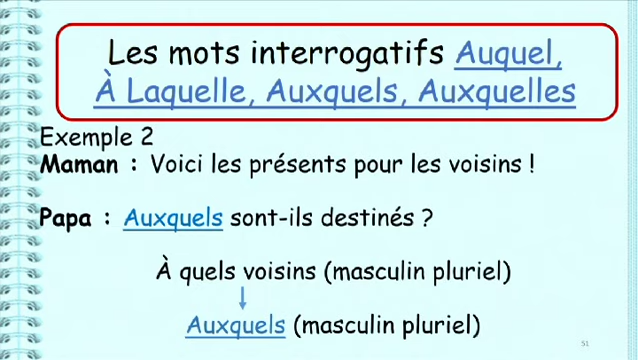 Les mots interrogatifs Auquel,
À Laquelle, Auxquels, Auxquelles
Exemple 2
Maman : Voici les présents pour les voisins !
Papa : Auxquels sont-ils destinés ?
À quels voisins (masculin pluriel)
Auxquels (masculin pluriel)
51